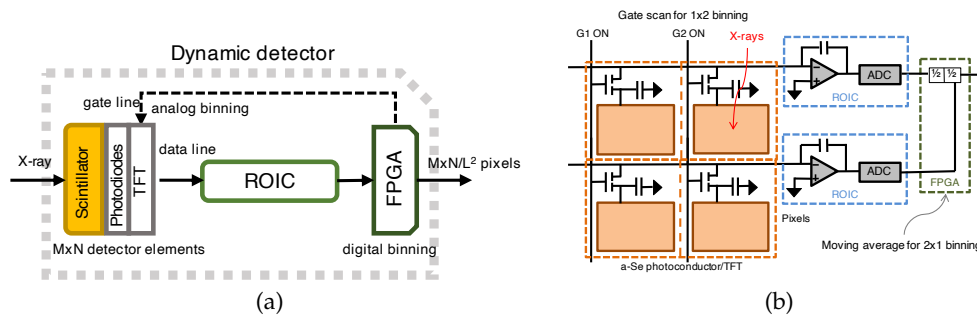 Dynamic detector
gate line
analog binning
X-ray
Scintillator
Photodiodes
TFT
data line
ROIC
FPGA
MxN/L² pixels
MxN detector elements
digital binning
(a)
Gate scan for 1x2 binning
G1 ON
G2 ON
X-rays
ADC
ROIC
½ ½
ADC
ROIC
FPGA
Pixels
Moving average for 2x1 binning
a-Se photoconductor/TFT
(b)